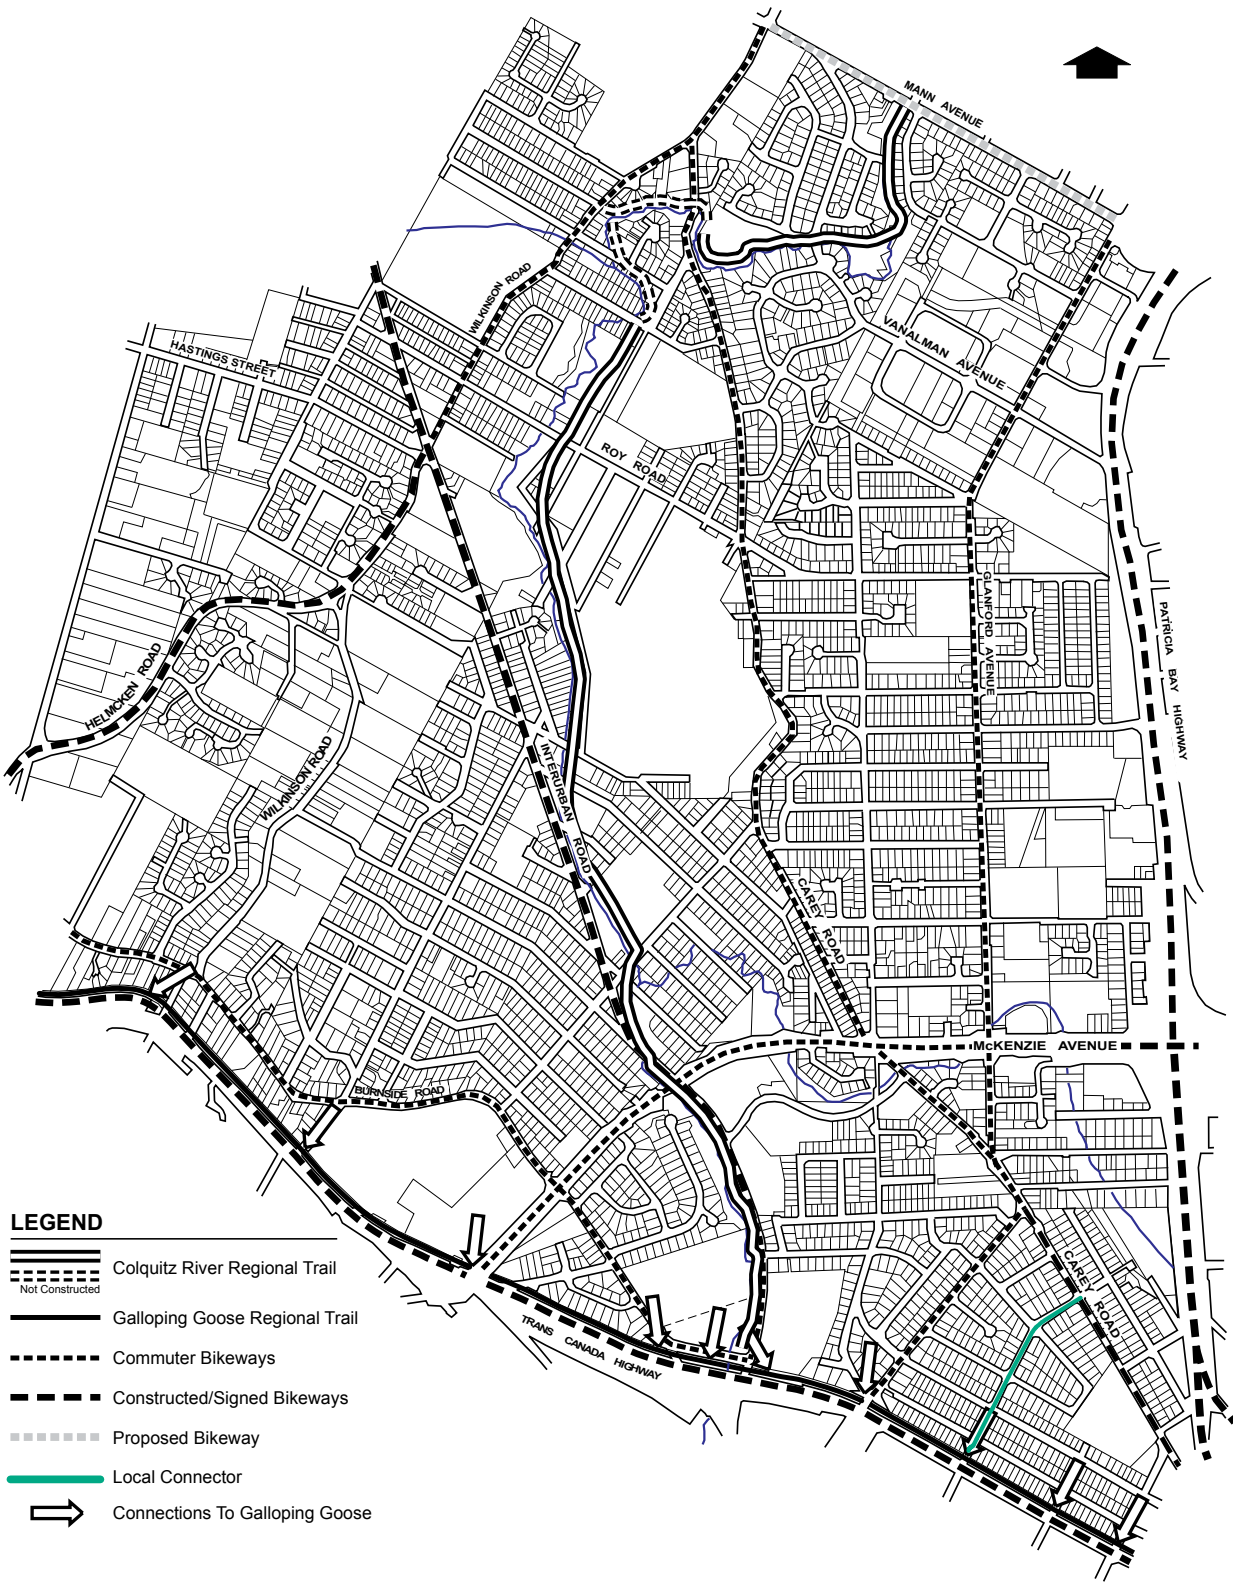 MANN AVENUE
WILKINSON ROAD
HASTINGS STREET
VANALMAN AVENUE
ROY ROAD
GLANFORD AVENUE
PATRICIA BAY HIGHWAY
HELMCKEN ROAD
WILKINSON ROAD
INTERURBAN ROAD
CAREY ROAD
McKENZIE AVENUE
BURNSIDE ROAD
CAREY ROAD
TRANS CANADA HIGHWAY
LEGEND
Colquitz River Regional Trail
Not Constructed
Galloping Goose Regional Trail
Commuter Bikeways
Constructed/Signed Bikeways
Proposed Bikeway
Local Connector
Connections To Galloping Goose